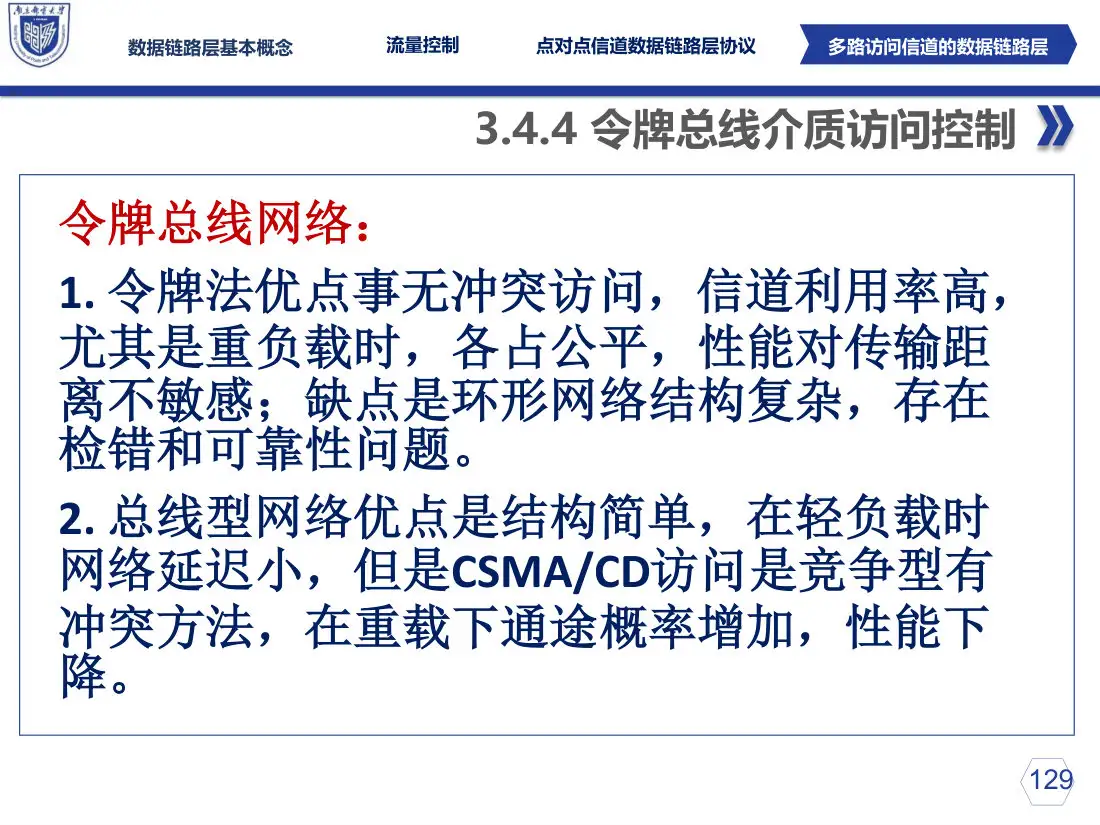 南京邮电大学
数据链路层基本概念
流量控制
点对点信道数据链路层协议
多路访问信道的数据链路层
3.4.4 令牌总线介质访问控制
令牌总线网络：
1. 令牌法优点事无冲突访问，信道利用率高，
尤其是重负载时，各占公平，性能对传输距
离不敏感；缺点是环形网络结构复杂，存在
检错和可靠性问题。
2. 总线型网络优点是结构简单，在轻负载时
网络延迟小，但是CSMA/CD访问是竞争型有
冲突方法，在重载下通途概率增加，性能下
降。
129